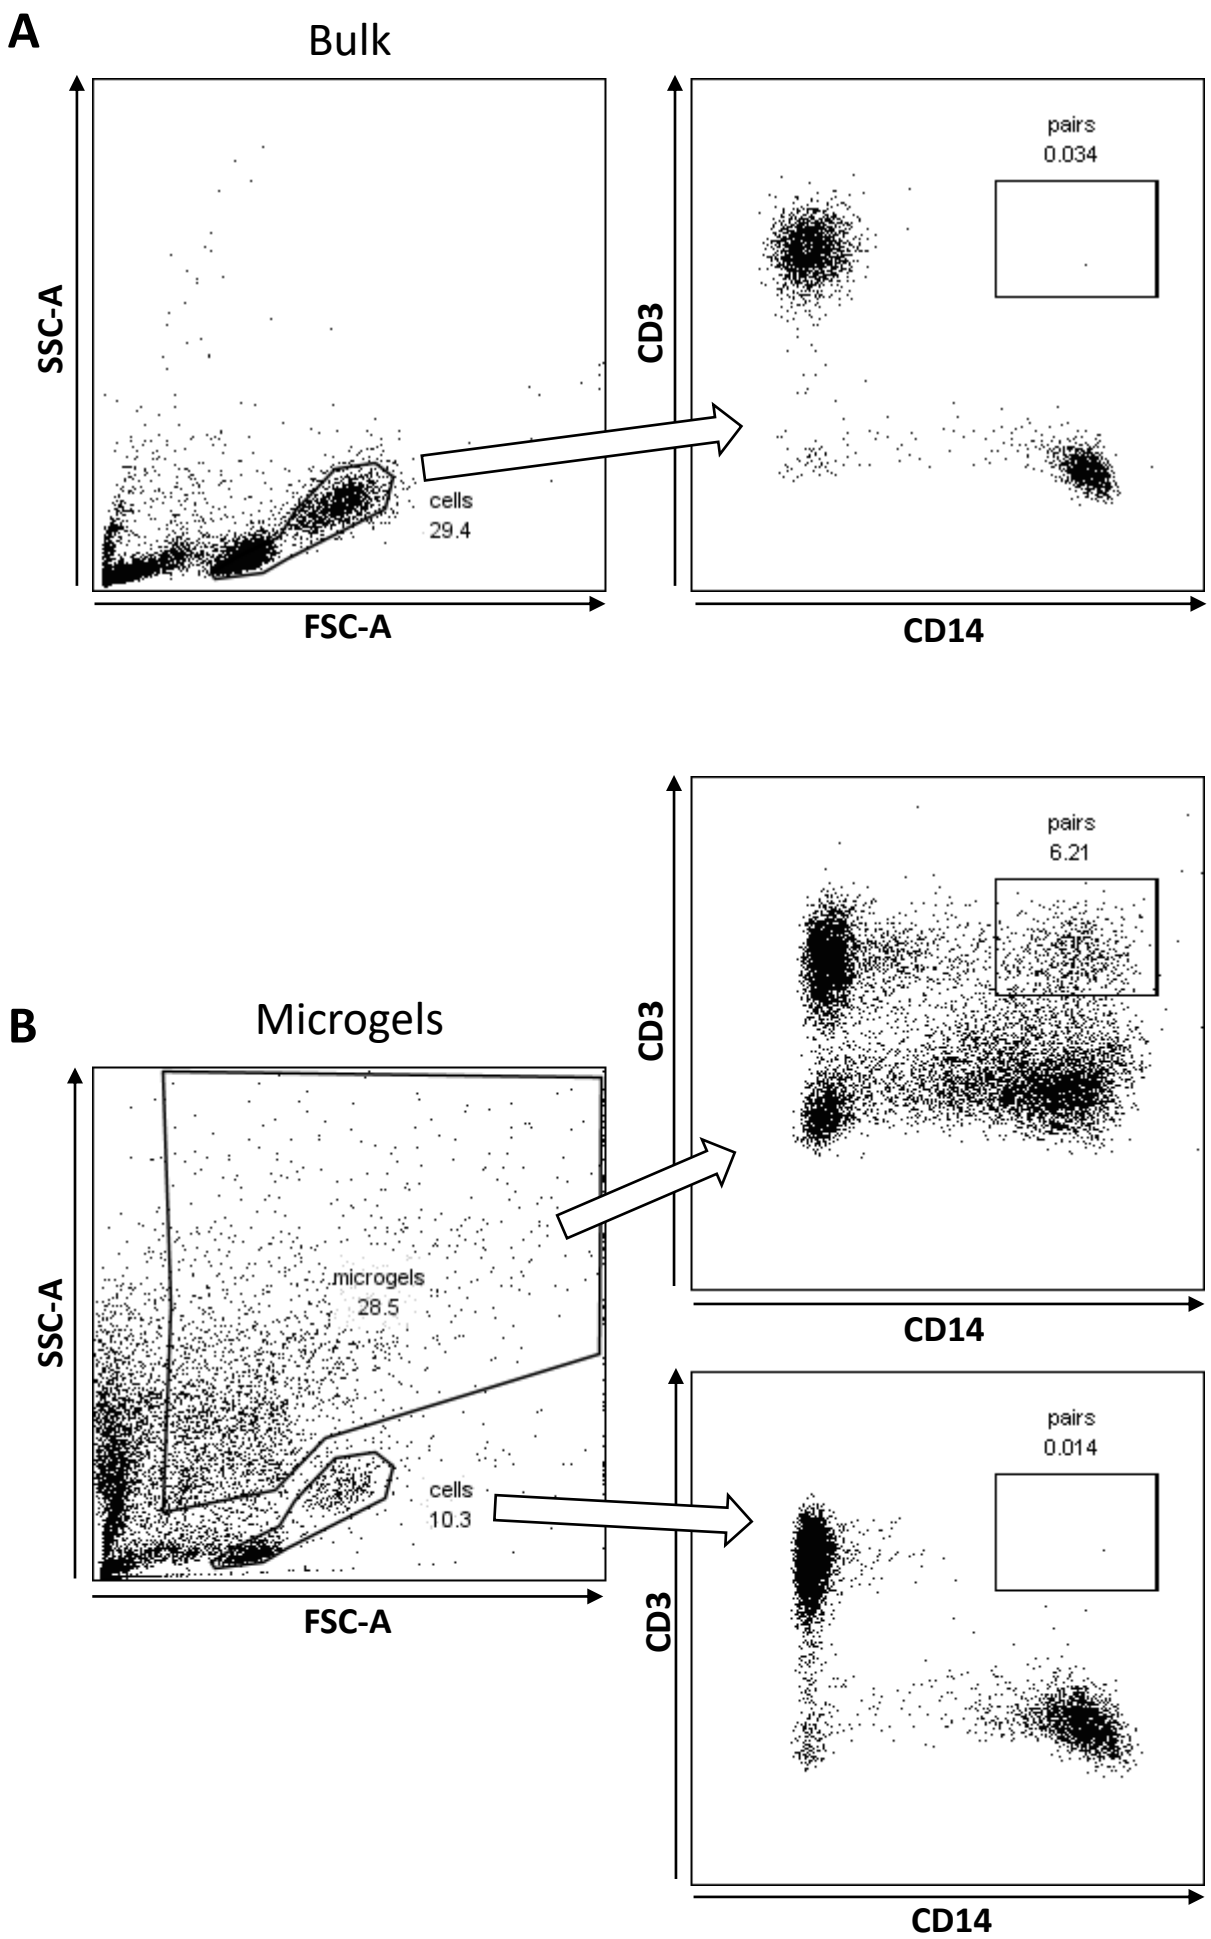 A
Bulk
SSC-A
cells
29.4
FSC-A
CD3
pairs
0.034
CD14
B
Microgels
SSC-A
microgels
28.5
cells
10.3
FSC-A
CD3
pairs
6.21
CD14
CD3
pairs
0.014
CD14